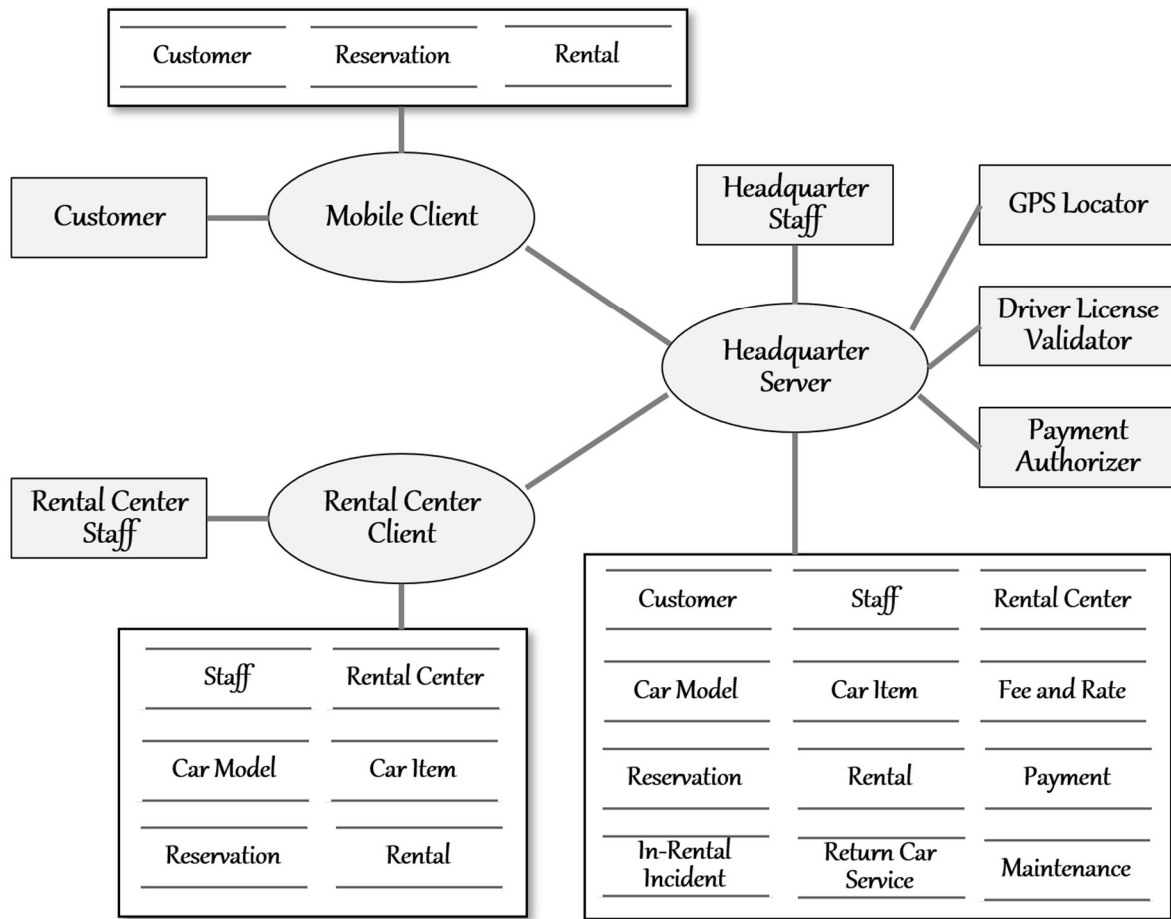 Customer Reservation Rental
Customer
Mobile Client
Headquarter
Staff
GPS Locator
Driver License
Validator
Headquarter
Server
Payment
Authorizer
Rental Center
Staff
Rental Center
Client
Customer Staff Rental Center
Car Model Car Item Fee and Rate
Reservation Rental Payment
In-Rental
Incident
Return Car
Service
Maintenance
Staff Rental Center
Car Model Car Item
Reservation Rental